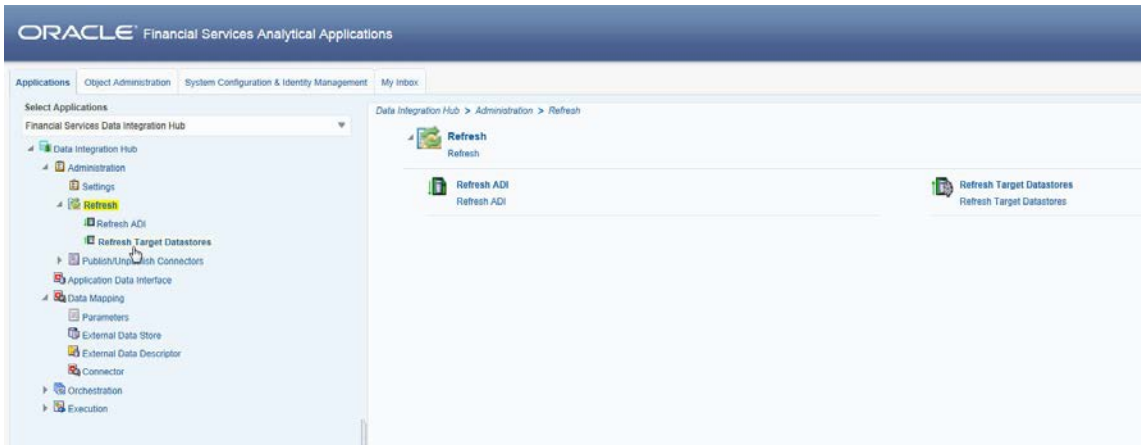 ORACLE Financial Services Analytical Applications
Applications Object Administration System Configuration & Identity Management My Inbox
Select Applications
Financial Services Data Integration Hub
Data Integration Hub
Administration
Settings
Refresh
Refresh ADI
Refresh Target Datastores
Publish/Unpublish Connectors
Application Data Interface
Data Mapping
Parameters
External Data Store
External Data Descriptor
Connector
Orchestration
Execution
Data Integration Hub > Administration > Refresh
Refresh
Refresh
Refresh ADI
Refresh ADI
Refresh Target Datastores
Refresh Target Datastores